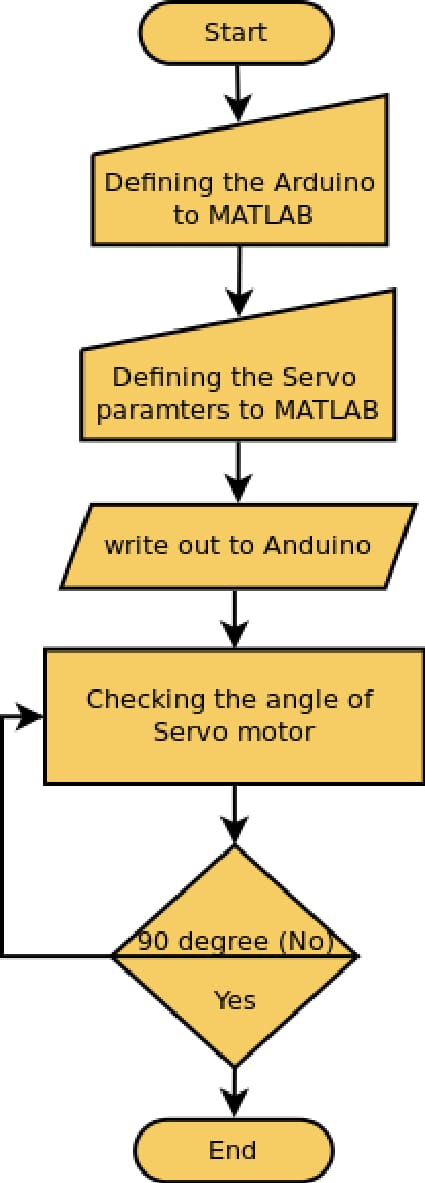 Start
Defining the Arduino
to MATLAB
Defining the Servo
paramters to MATLAB
write out to Anduino
Checking the angle of
Servo motor
90 degree (No)
Yes
End